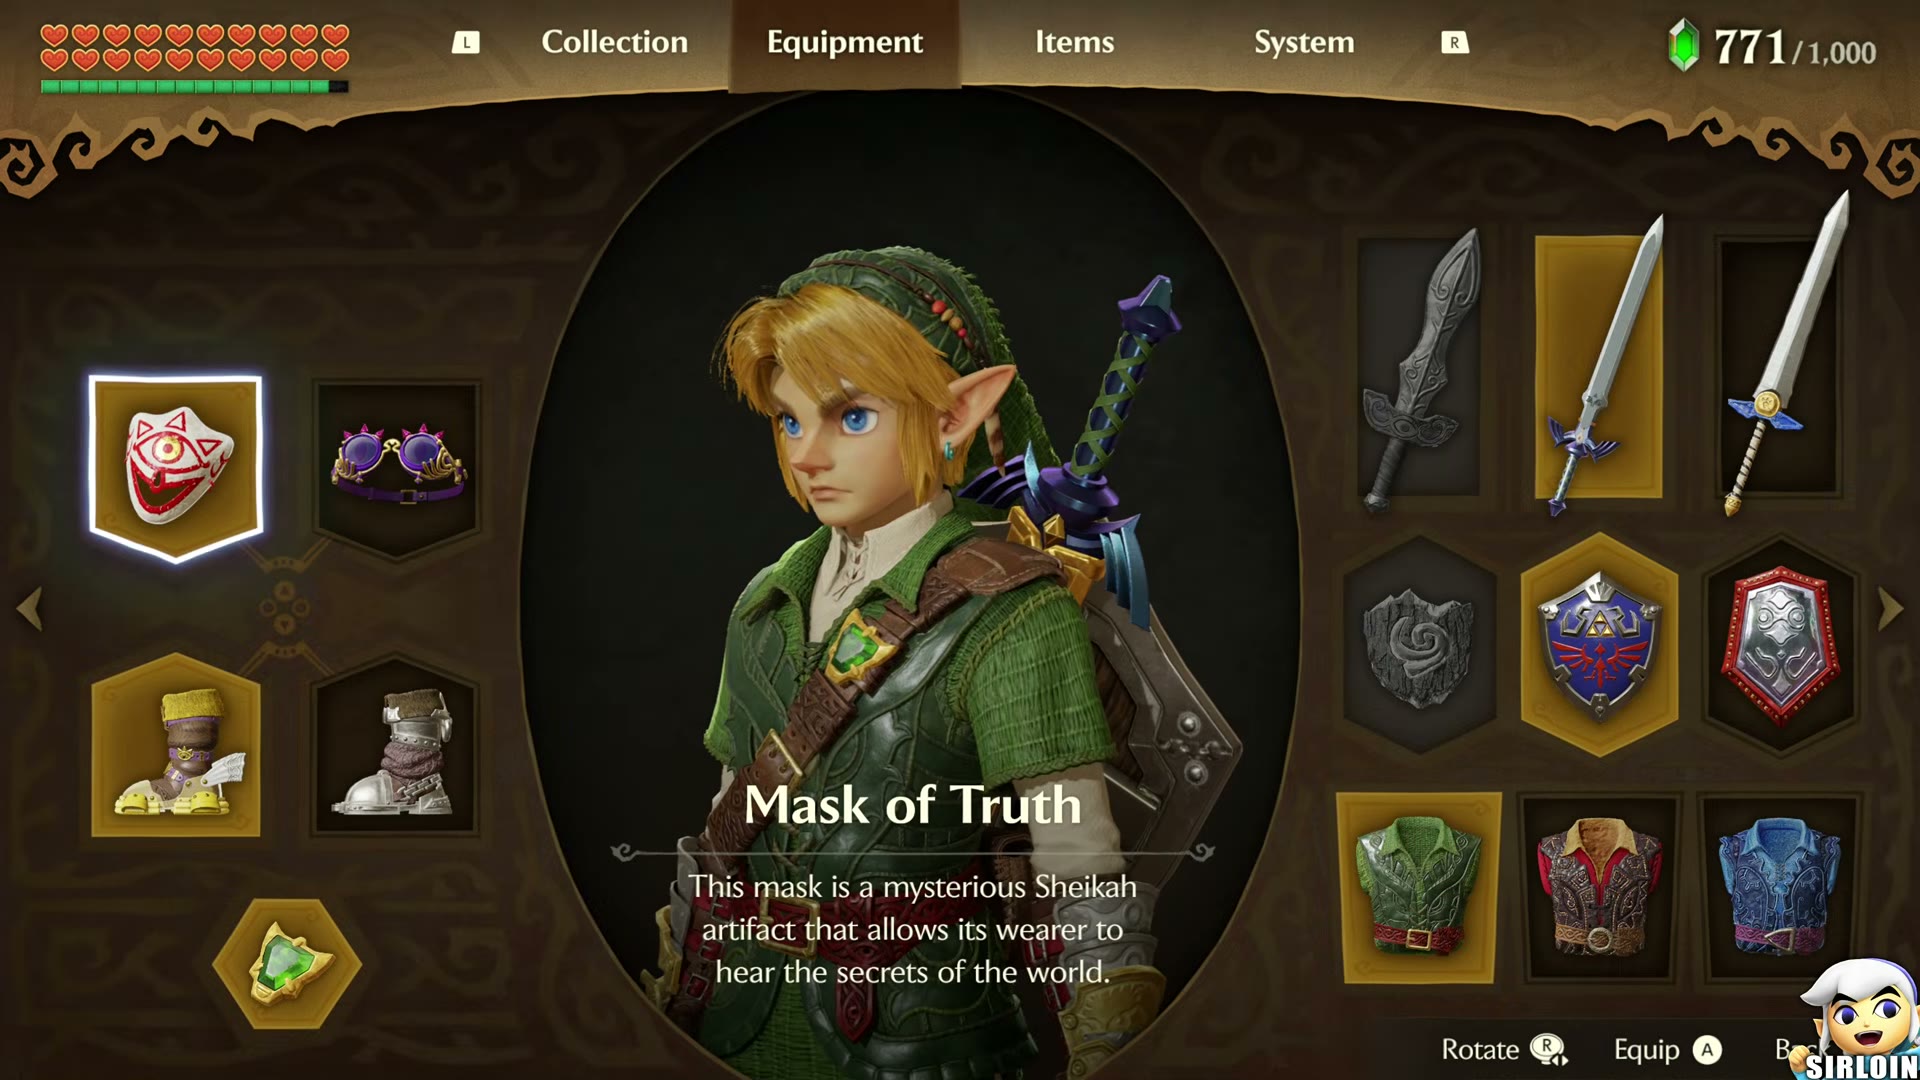 L Collection Equipment Items System R 771/1,000
Mask of Truth
This mask is a mysterious Sheikah
artifact that allows its wearer to
hear the secrets of the world.
Rotate R Equip A
SIRLOIN